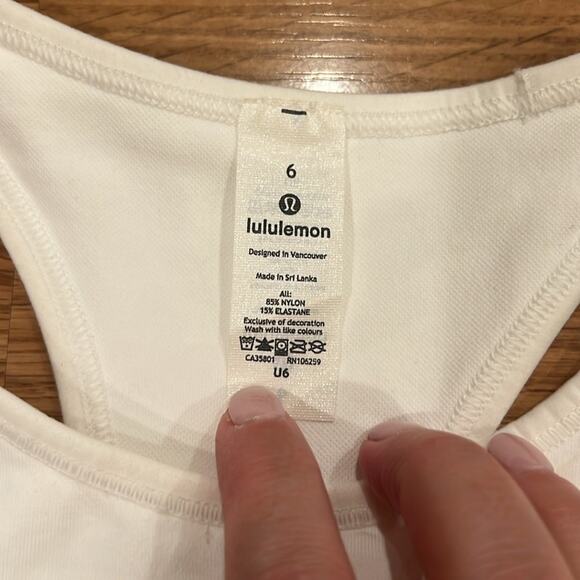 6
lululemon
Designed in Vancouver
Made in Sri Lanka
All:
85% NYLON
15% ELASTANE
Exclusive of decoration
Wash with like colours
CA35801 RN106259
U6